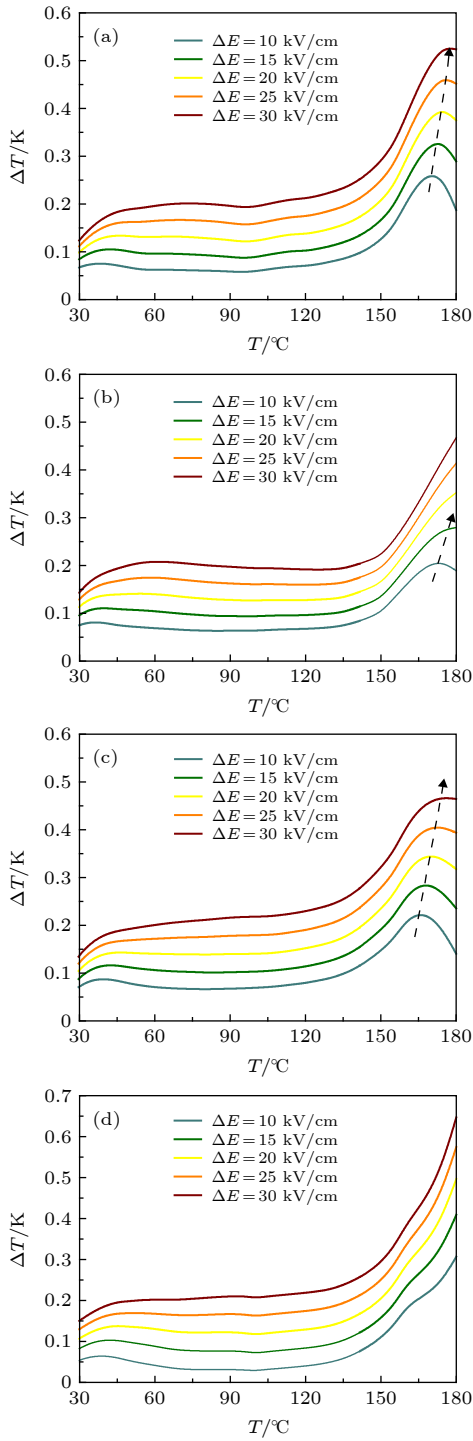 (a)
ΔE = 10 kV/cm
ΔE = 15 kV/cm
ΔE = 20 kV/cm
ΔE = 25 kV/cm
ΔE = 30 kV/cm
ΔT/K
0.6
0.5
0.4
0.3
0.2
0.1
0
30 60 90 120 150 180
T/℃
(b)
ΔE = 10 kV/cm
ΔE = 15 kV/cm
ΔE = 20 kV/cm
ΔE = 25 kV/cm
ΔE = 30 kV/cm
ΔT/K
0.6
0.5
0.4
0.3
0.2
0.1
0
30 60 90 120 150 180
T/℃
(c)
ΔE = 10 kV/cm
ΔE = 15 kV/cm
ΔE = 20 kV/cm
ΔE = 25 kV/cm
ΔE = 30 kV/cm
ΔT/K
0.6
0.5
0.4
0.3
0.2
0.1
0
30 60 90 120 150 180
T/℃
(d)
ΔE = 10 kV/cm
ΔE = 15 kV/cm
ΔE = 20 kV/cm
ΔE = 25 kV/cm
ΔE = 30 kV/cm
ΔT/K
0.7
0.6
0.5
0.4
0.3
0.2
0.1
0
30 60 90 120 150 180
T/℃